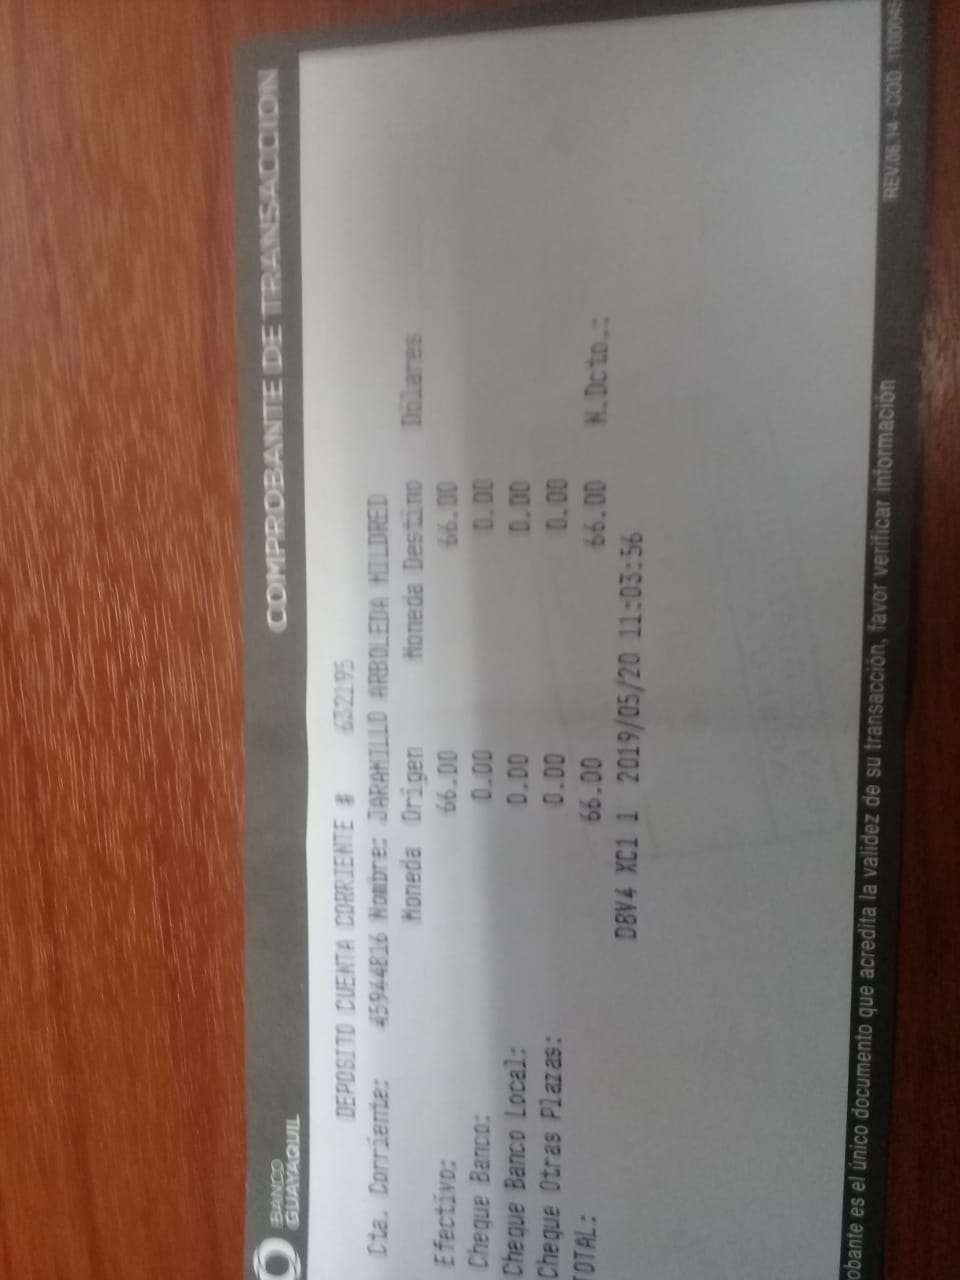 BANCO
GUAYAQUIL
COMPROBANTE DE TRANSACCION
DEPOSITO CUENTA CORRIENTE # 632195
Cta. Corriente: 45944816 Nombre: JARAMILLO ARBOLEDA MILDRED
Moneda Origen Moneda Destino Dólares
Efectivo: 66.00 66.00
Cheque Banco: 0.00 0.00
Cheque Banco Local: 0.00 0.00
Cheque Otras Plazas: 0.00 0.00
TOTAL: 66.00 66.00 N.Dcto.:
D8V4 XC1 1 2019/05/20 11:03:56
obante es el único documento que acredita la validez de su transacción, favor verificar información
REV.06.14 - COD. 110004